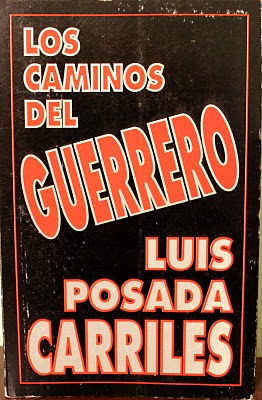 LOS
CAMINOS
DEL
GUERRERO
LUIS
POSADA
CARRILES